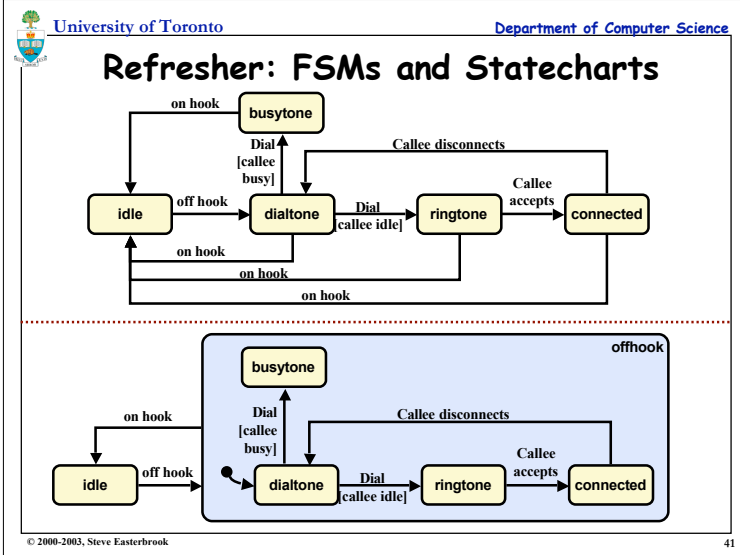 University of Toronto
Department of Computer Science
Refresher: FSMs and Statecharts
on hook
busytone
Dial
[callee
busy]
Callee disconnects
idle
off hook
dialtone
Dial
[callee idle]
ringtone
Callee
accepts
connected
on hook
on hook
on hook
offhook
busytone
on hook
Dial
[callee
busy]
Callee disconnects
idle
off hook
dialtone
Dial
[callee idle]
ringtone
Callee
accepts
connected
© 2000-2003, Steve Easterbrook
41